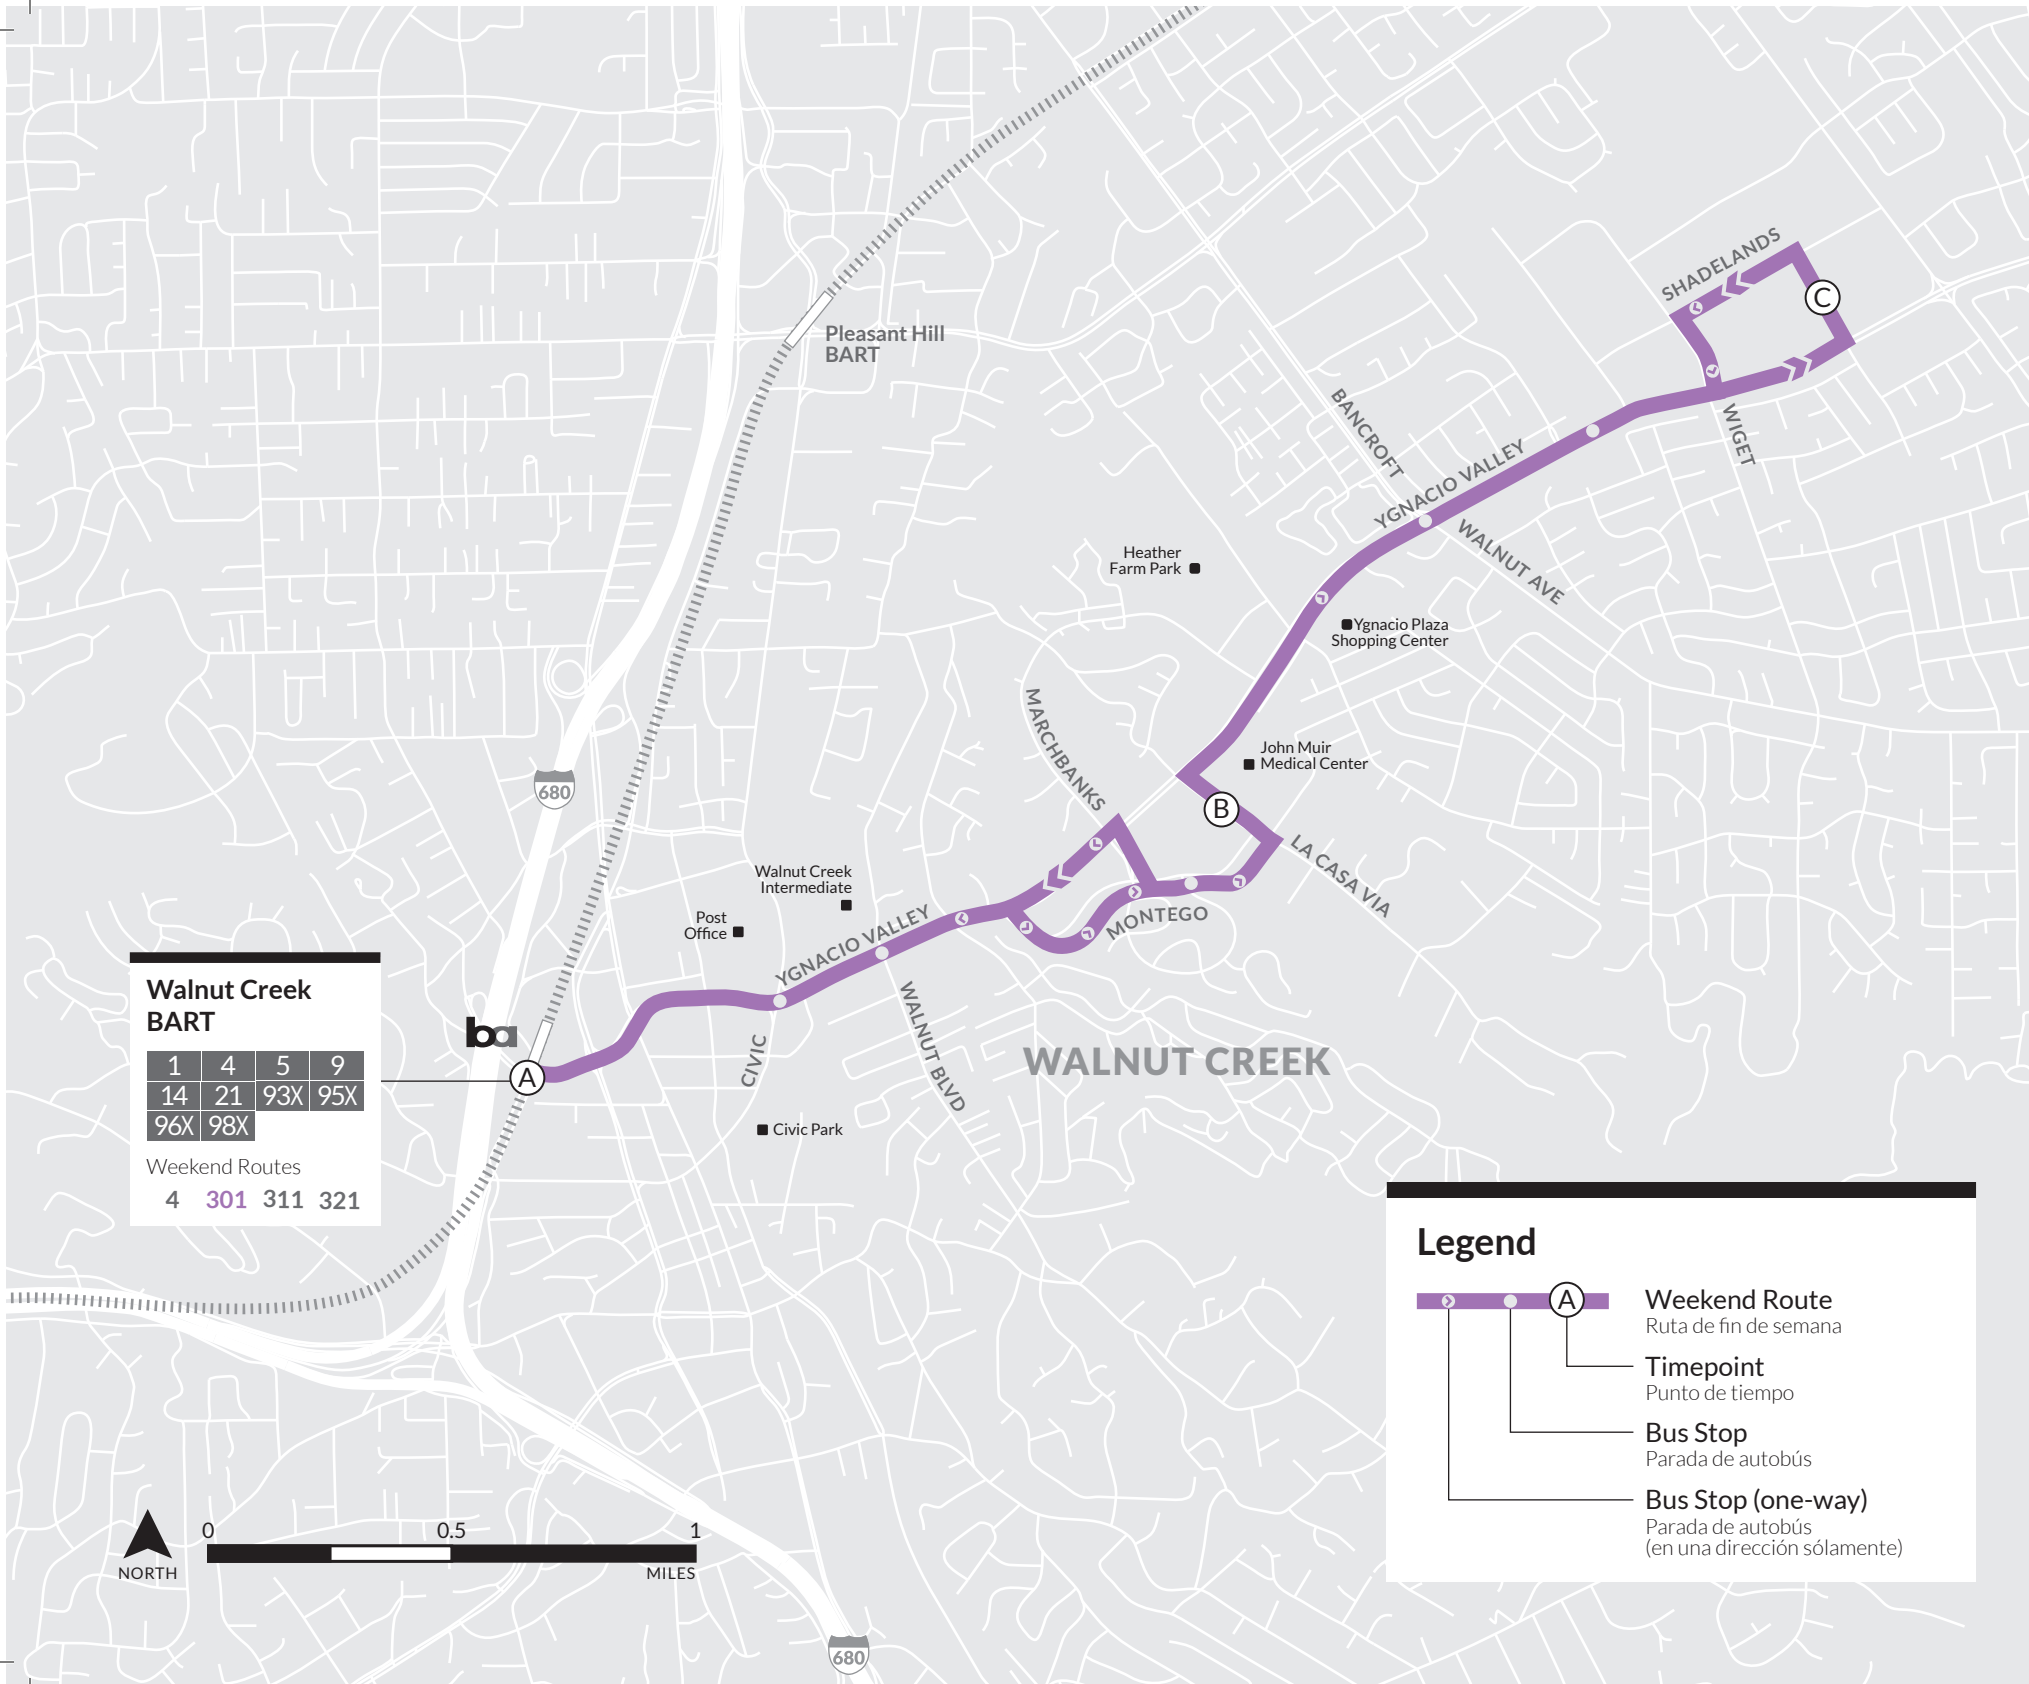 SHADELANDS
C
Pleasant Hill
BART
BANCROFT
WIGET
YGNACIO VALLEY
WALNUT AVE
Heather
Farm Park
Ygnacio Plaza
Shopping Center
MARCHBANKS
John Muir
Medical Center
680
B
LA CASA VIA
Walnut Creek
Intermediate
Post
Office
YGNACIO VALLEY
MONTEGO
Walnut Creek
BART
1 4 5 9
14 21 93X 95X
96X 98X
Weekend Routes
4 301 311 321
ba
A
CIVIC
WALNUT BLVD
WALNUT CREEK
Civic Park
Legend
A
Weekend Route
Ruta de fin de semana
Timepoint
Punto de tiempo
Bus Stop
Parada de autobús
Bus Stop (one-way)
Parada de autobús
(en una dirección sólamente)
NORTH
0 0.5 1
MILES
680